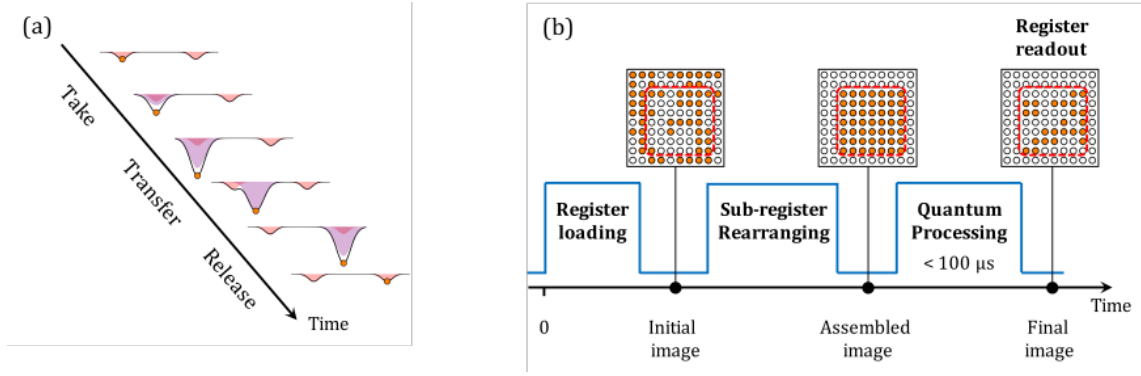 (a)
Take
Transfer
Release
Time
(b)
Register
readout
Register
loading
Sub-register
Rearranging
Quantum
Processing
< 100 μs
Time
0
Initial
image
Assembled
image
Final
image